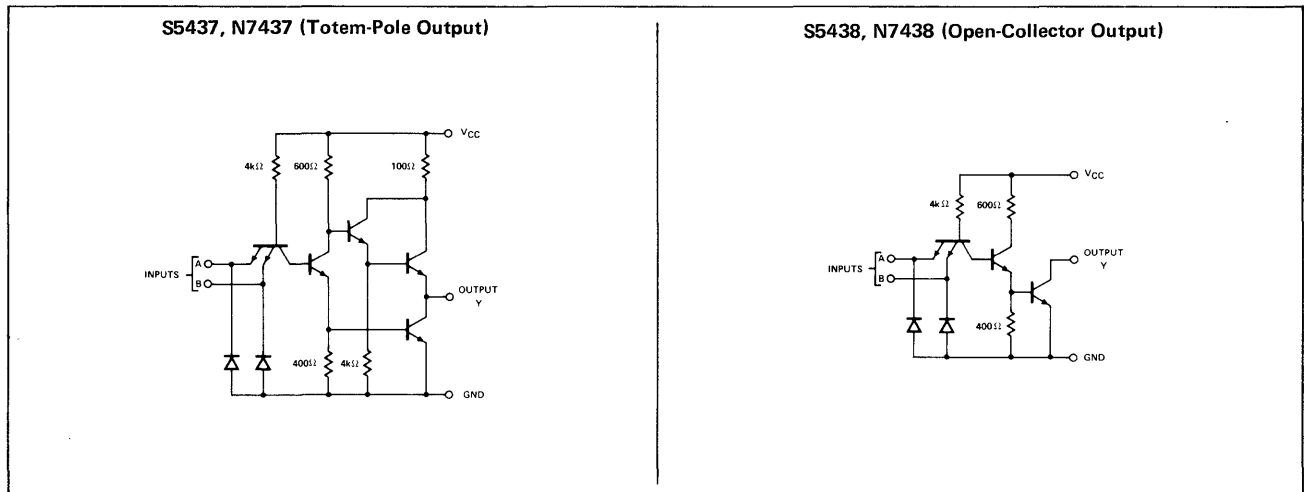 S5437, N7437 (Totem-Pole Output)
VCC
4kΩ
600Ω
100Ω
INPUTS
A
B
OUTPUT
Y
400Ω
4kΩ
GND
S5438, N7438 (Open-Collector Output)
VCC
4kΩ
600Ω
INPUTS
A
B
OUTPUT
Y
400Ω
GND